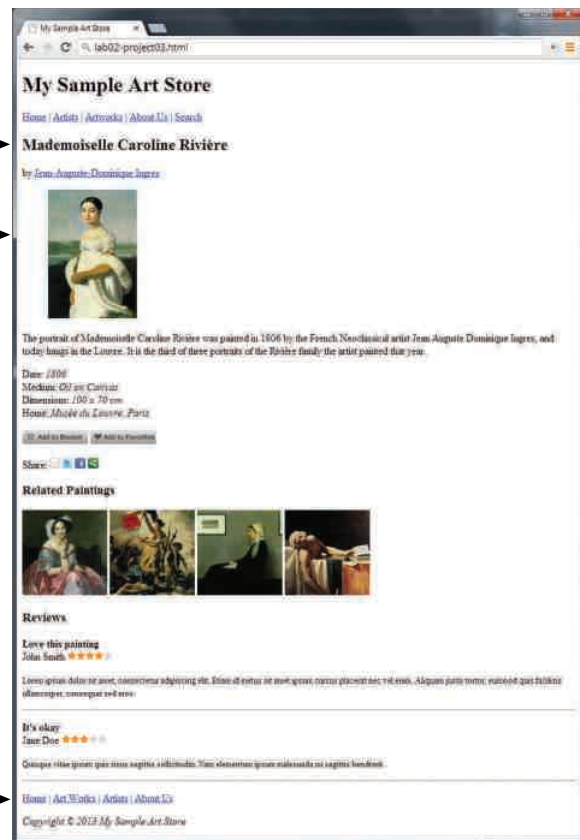 My Sample Art Store
lab02-project03.html
My Sample Art Store
Home | Artists | Artworks | About Us | Search
Mademoiselle Caroline Rivière
by Jean-Auguste-Dominique Ingres
The portrait of Mademoiselle Caroline Rivière was painted in 1806 by the French Neoclassical artist Jean-Auguste Dominique Ingres, and
today hangs in the Louvre. It is the third of three portraits of the Rivière family the artist painted that year.
Date: 1806
Medium: Oil on Canvas
Dimensions: 100 x 70 cm
Home: Musée du Louvre, Paris
Add to Basket Add to Favorites
Share:
Related Paintings
Reviews
Love this painting
John Smith
Lorem ipsum dolor sit amet, consectetur adipiscing elit. Etiam id metus sit amet ipsum cursus placerat nec vel enim. Aliquam justo tortor, euismod quis facilisis
ullamcorper, consequat sed eros.
It's okay
Jane Doe
Quisque vitae ipsum quis risus sagittis sollicitudin. Nam elementum ipsum malesuada mi sagittis hendrerit.
Home | Art Works | Artists | About Us
Copyright © 2013 My Sample Art Store